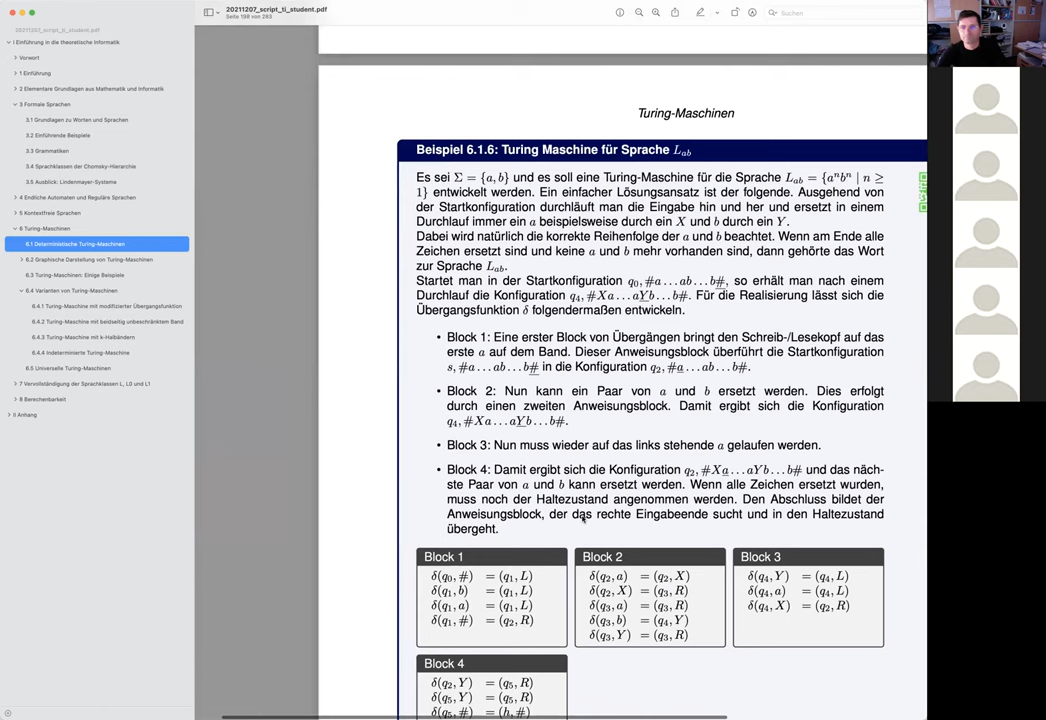 20211207_script_ti_student.pdf
Seite 198 von 283
Suchen
20211207_script_ti_student.pdf
I Einführung in die theoretische Informatik
Vorwort
1 Einführung
2 Elementare Grundlagen aus Mathematik und Informatik
3 Formale Sprachen
3.1 Grundlagen zu Worten und Sprachen
3.2 Einführende Beispiele
3.3 Grammatiken
3.4 Sprachklassen der Chomsky-Hierarchie
3.5 Ausblick: Lindenmayer-Systeme
4 Endliche Automaten und Reguläre Sprachen
5 Kontextfreie Sprachen
6 Turing-Maschinen
6.1 Deterministische Turing-Maschinen
6.2 Graphische Darstellung von Turing-Maschinen
6.3 Turing-Maschinen: Einige Beispiele
6.4 Varianten von Turing-Maschinen
6.4.1 Turing-Maschine mit modifizierter Übergangsfunktion
6.4.2 Turing-Maschine mit beidseitig unbeschränktem Band
6.4.3 Turing-Maschine mit k-Halbbändern
6.4.4 Indeterminierte Turing-Maschine
6.5 Universelle Turing-Maschinen
7 Vervollständigung der Sprachklassen L, L0 und L1
8 Berechenbarkeit
II Anhang
Turing-Maschinen
Beispiel 6.1.6: Turing Maschine für Sprache L_ab
Es sei Σ = {a, b} und es soll eine Turing-Maschine für die Sprache L_ab = {aⁿbⁿ | n ≥
1} entwickelt werden. Ein einfacher Lösungsansatz ist der folgende. Ausgehend von
der Startkonfiguration durchläuft man die Eingabe hin und her und ersetzt in einem
Durchlauf immer ein a beispielsweise durch ein X und b durch ein Y.
Dabei wird natürlich die korrekte Reihenfolge der a und b beachtet. Wenn am Ende alle
Zeichen ersetzt sind und keine a und b mehr vorhanden sind, dann gehörte das Wort
zur Sprache L_ab.
Startet man in der Startkonfiguration q₀, #a...ab...b#, so erhält man nach einem
Durchlauf die Konfiguration q₄, #Xa...aYb...b#. Für die Realisierung lässt sich die
Übergangsfunktion δ folgendermaßen entwickeln.
• Block 1: Eine erster Block von Übergängen bringt den Schreib-/Lesekopf auf das
erste a auf dem Band. Dieser Anweisungsblock überführt die Startkonfiguration
s, #a...ab...b# in die Konfiguration q₂, #a...ab...b#.
• Block 2: Nun kann ein Paar von a und b ersetzt werden. Dies erfolgt
durch einen zweiten Anweisungsblock. Damit ergibt sich die Konfiguration
q₄, #Xa...aYb...b#.
• Block 3: Nun muss wieder auf das links stehende a gelaufen werden.
• Block 4: Damit ergibt sich die Konfiguration q₂, #Xa...aYb...b# und das näch-
ste Paar von a und b kann ersetzt werden. Wenn alle Zeichen ersetzt wurden,
muss noch der Haltezustand angenommen werden. Den Abschluss bildet der
Anweisungsblock, der das rechte Eingabeende sucht und in den Haltezustand
übergeht.
Block 1
δ(q₀, #) = (q₁, L)
δ(q₁, b) = (q₁, L)
δ(q₁, a) = (q₁, L)
δ(q₁, #) = (q₂, R)
Block 2
δ(q₂, a) = (q₂, X)
δ(q₂, X) = (q₃, R)
δ(q₃, a) = (q₃, R)
δ(q₃, b) = (q₄, Y)
δ(q₃, Y) = (q₃, R)
Block 3
δ(q₄, Y) = (q₄, L)
δ(q₄, a) = (q₄, L)
δ(q₄, X) = (q₂, R)
Block 4
δ(q₂, Y) = (q₅, R)
δ(q₅, Y) = (q₅, R)
δ(q₅, #) = (h, #)